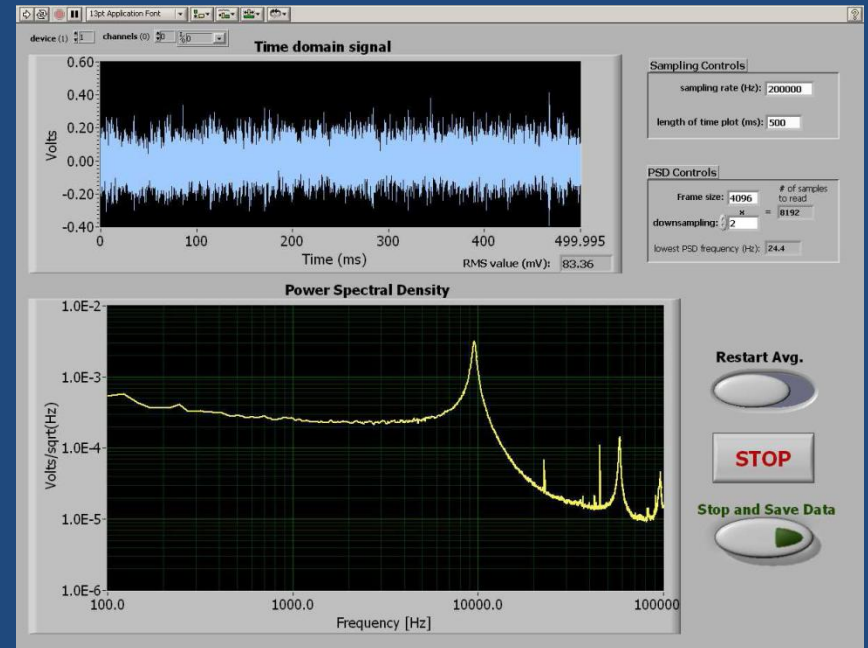 13pt Application Font
device (1) 1 channels (0) 0
Time domain signal
0.60
0.40
0.20
0.00
-0.20
-0.40
Volts
0 100 200 300 400 499.995
Time (ms)
RMS value (mV): 83.36
Sampling Controls
sampling rate (Hz): 200000
length of time plot (ms): 500
PSD Controls
Frame size: 4096
# of samples
to read
x
= 8192
downsampling: 2
lowest PSD frequency (Hz): 24.4
Power Spectral Density
1.0E-2
1.0E-3
1.0E-4
1.0E-5
1.0E-6
Volts/sqrt(Hz)
100.0 1000.0 10000.0 100000
Frequency [Hz]
Restart Avg.
STOP
Stop and Save Data